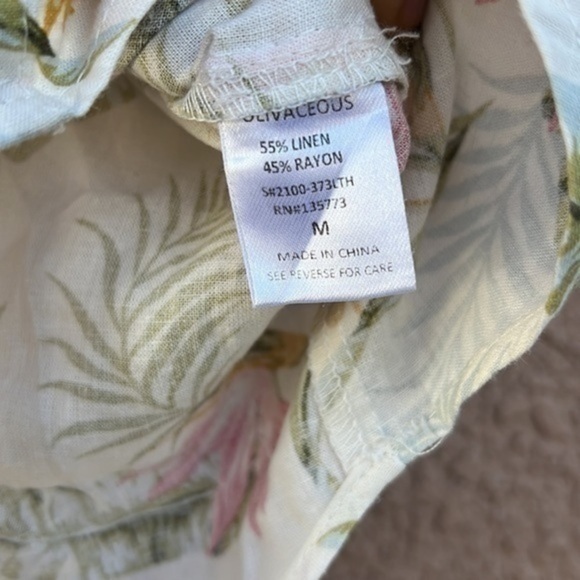 OLIVACEOUS
55% LINEN
45% RAYON
S#2100-373LTH
RN#135773
M
MADE IN CHINA
SEE REVERSE FOR CARE